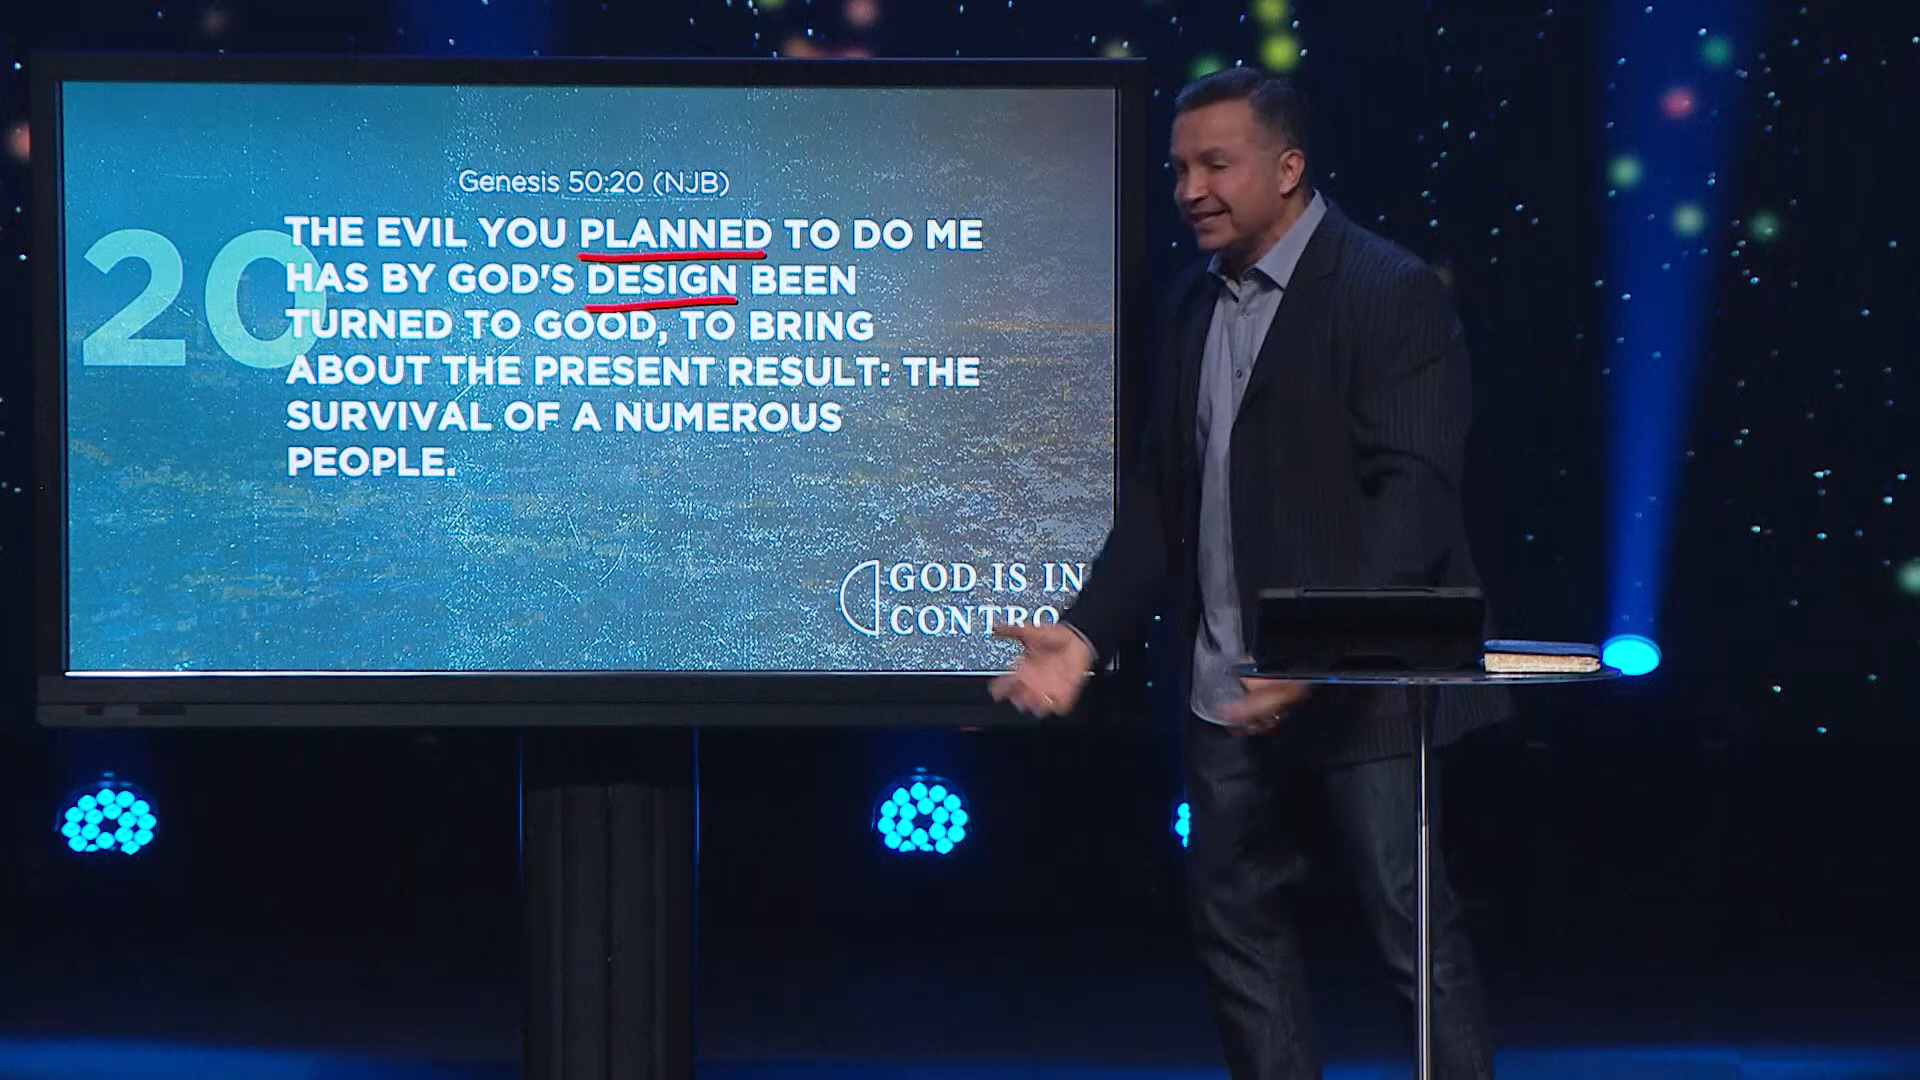 Genesis 50:20 (NJB)
20
THE EVIL YOU PLANNED TO DO ME
HAS BY GOD'S DESIGN BEEN
TURNED TO GOOD, TO BRING
ABOUT THE PRESENT RESULT: THE
SURVIVAL OF A NUMEROUS
PEOPLE.
GOD IS IN
CONTRO